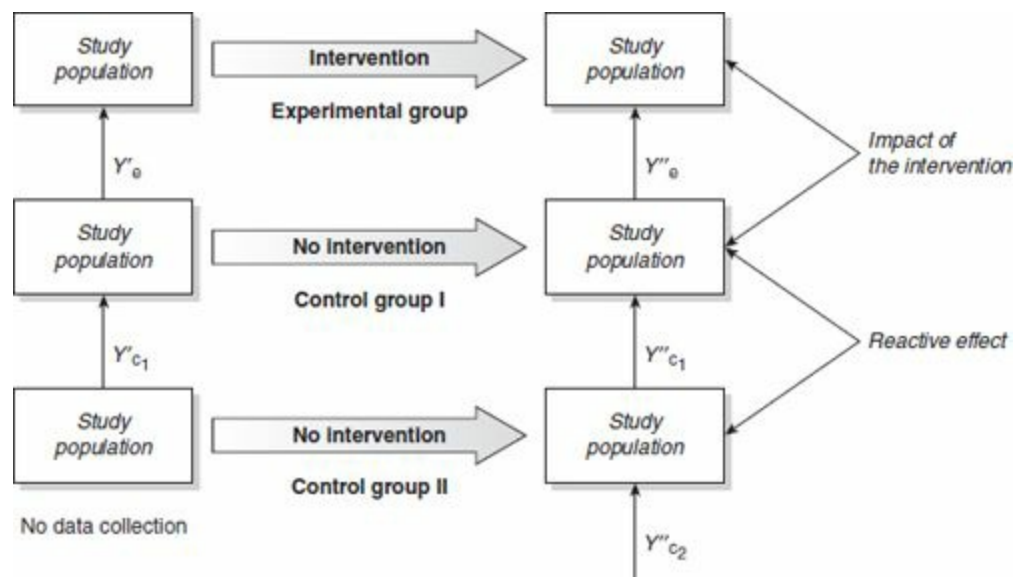 Study
population
Intervention
Experimental group
Study
population
Impact of
the intervention
Y′e
Y″e
Study
population
No intervention
Control group I
Study
population
Y′c1
Y″c1
Reactive effect
Study
population
No intervention
Control group II
Study
population
No data collection
Y″c2